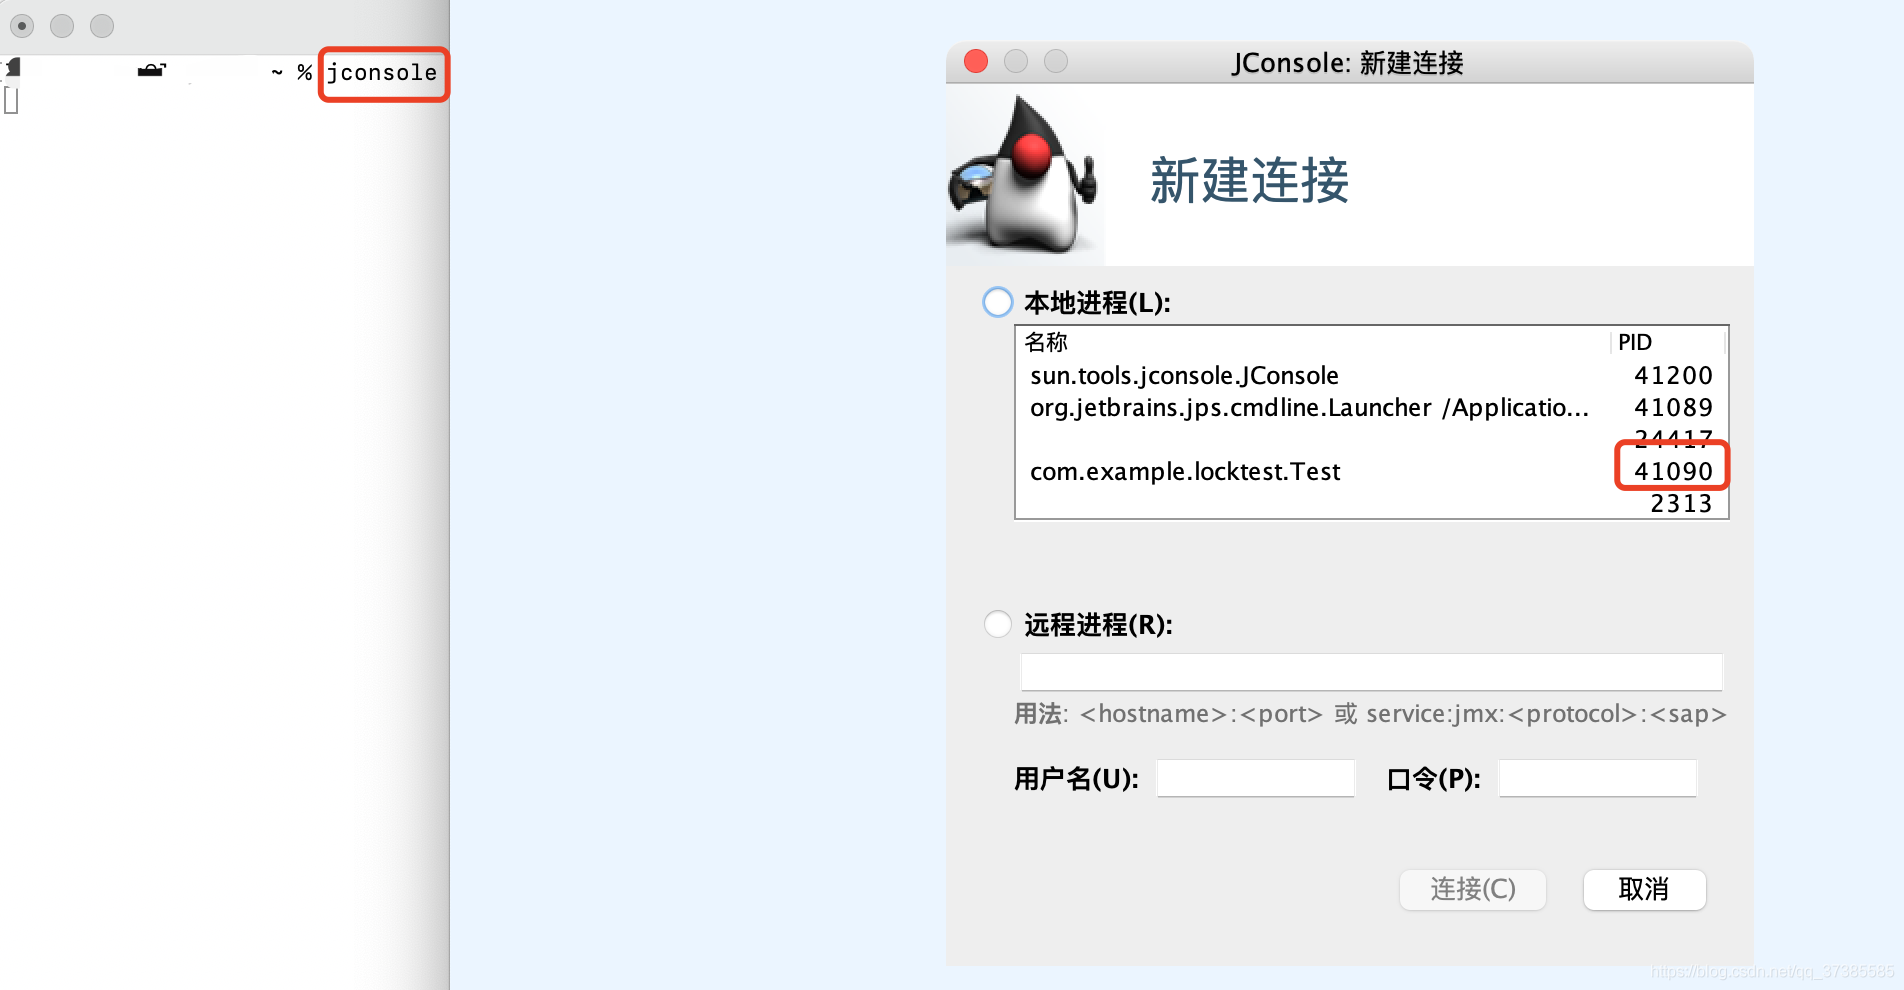 ~ % jconsole
JConsole: 新建连接
新建连接
本地进程(L):
名称 PID
sun.tools.jconsole.JConsole 41200
org.jetbrains.jps.cmdline.Launcher /Applicatio... 41089
24417
com.example.locktest.Test 41090
2313
远程进程(R):
用法: <hostname>:<port> 或 service:jmx:<protocol>:<sap>
用户名(U): 口令(P):
连接(C) 取消
https://blog.csdn.net/qq_37385585